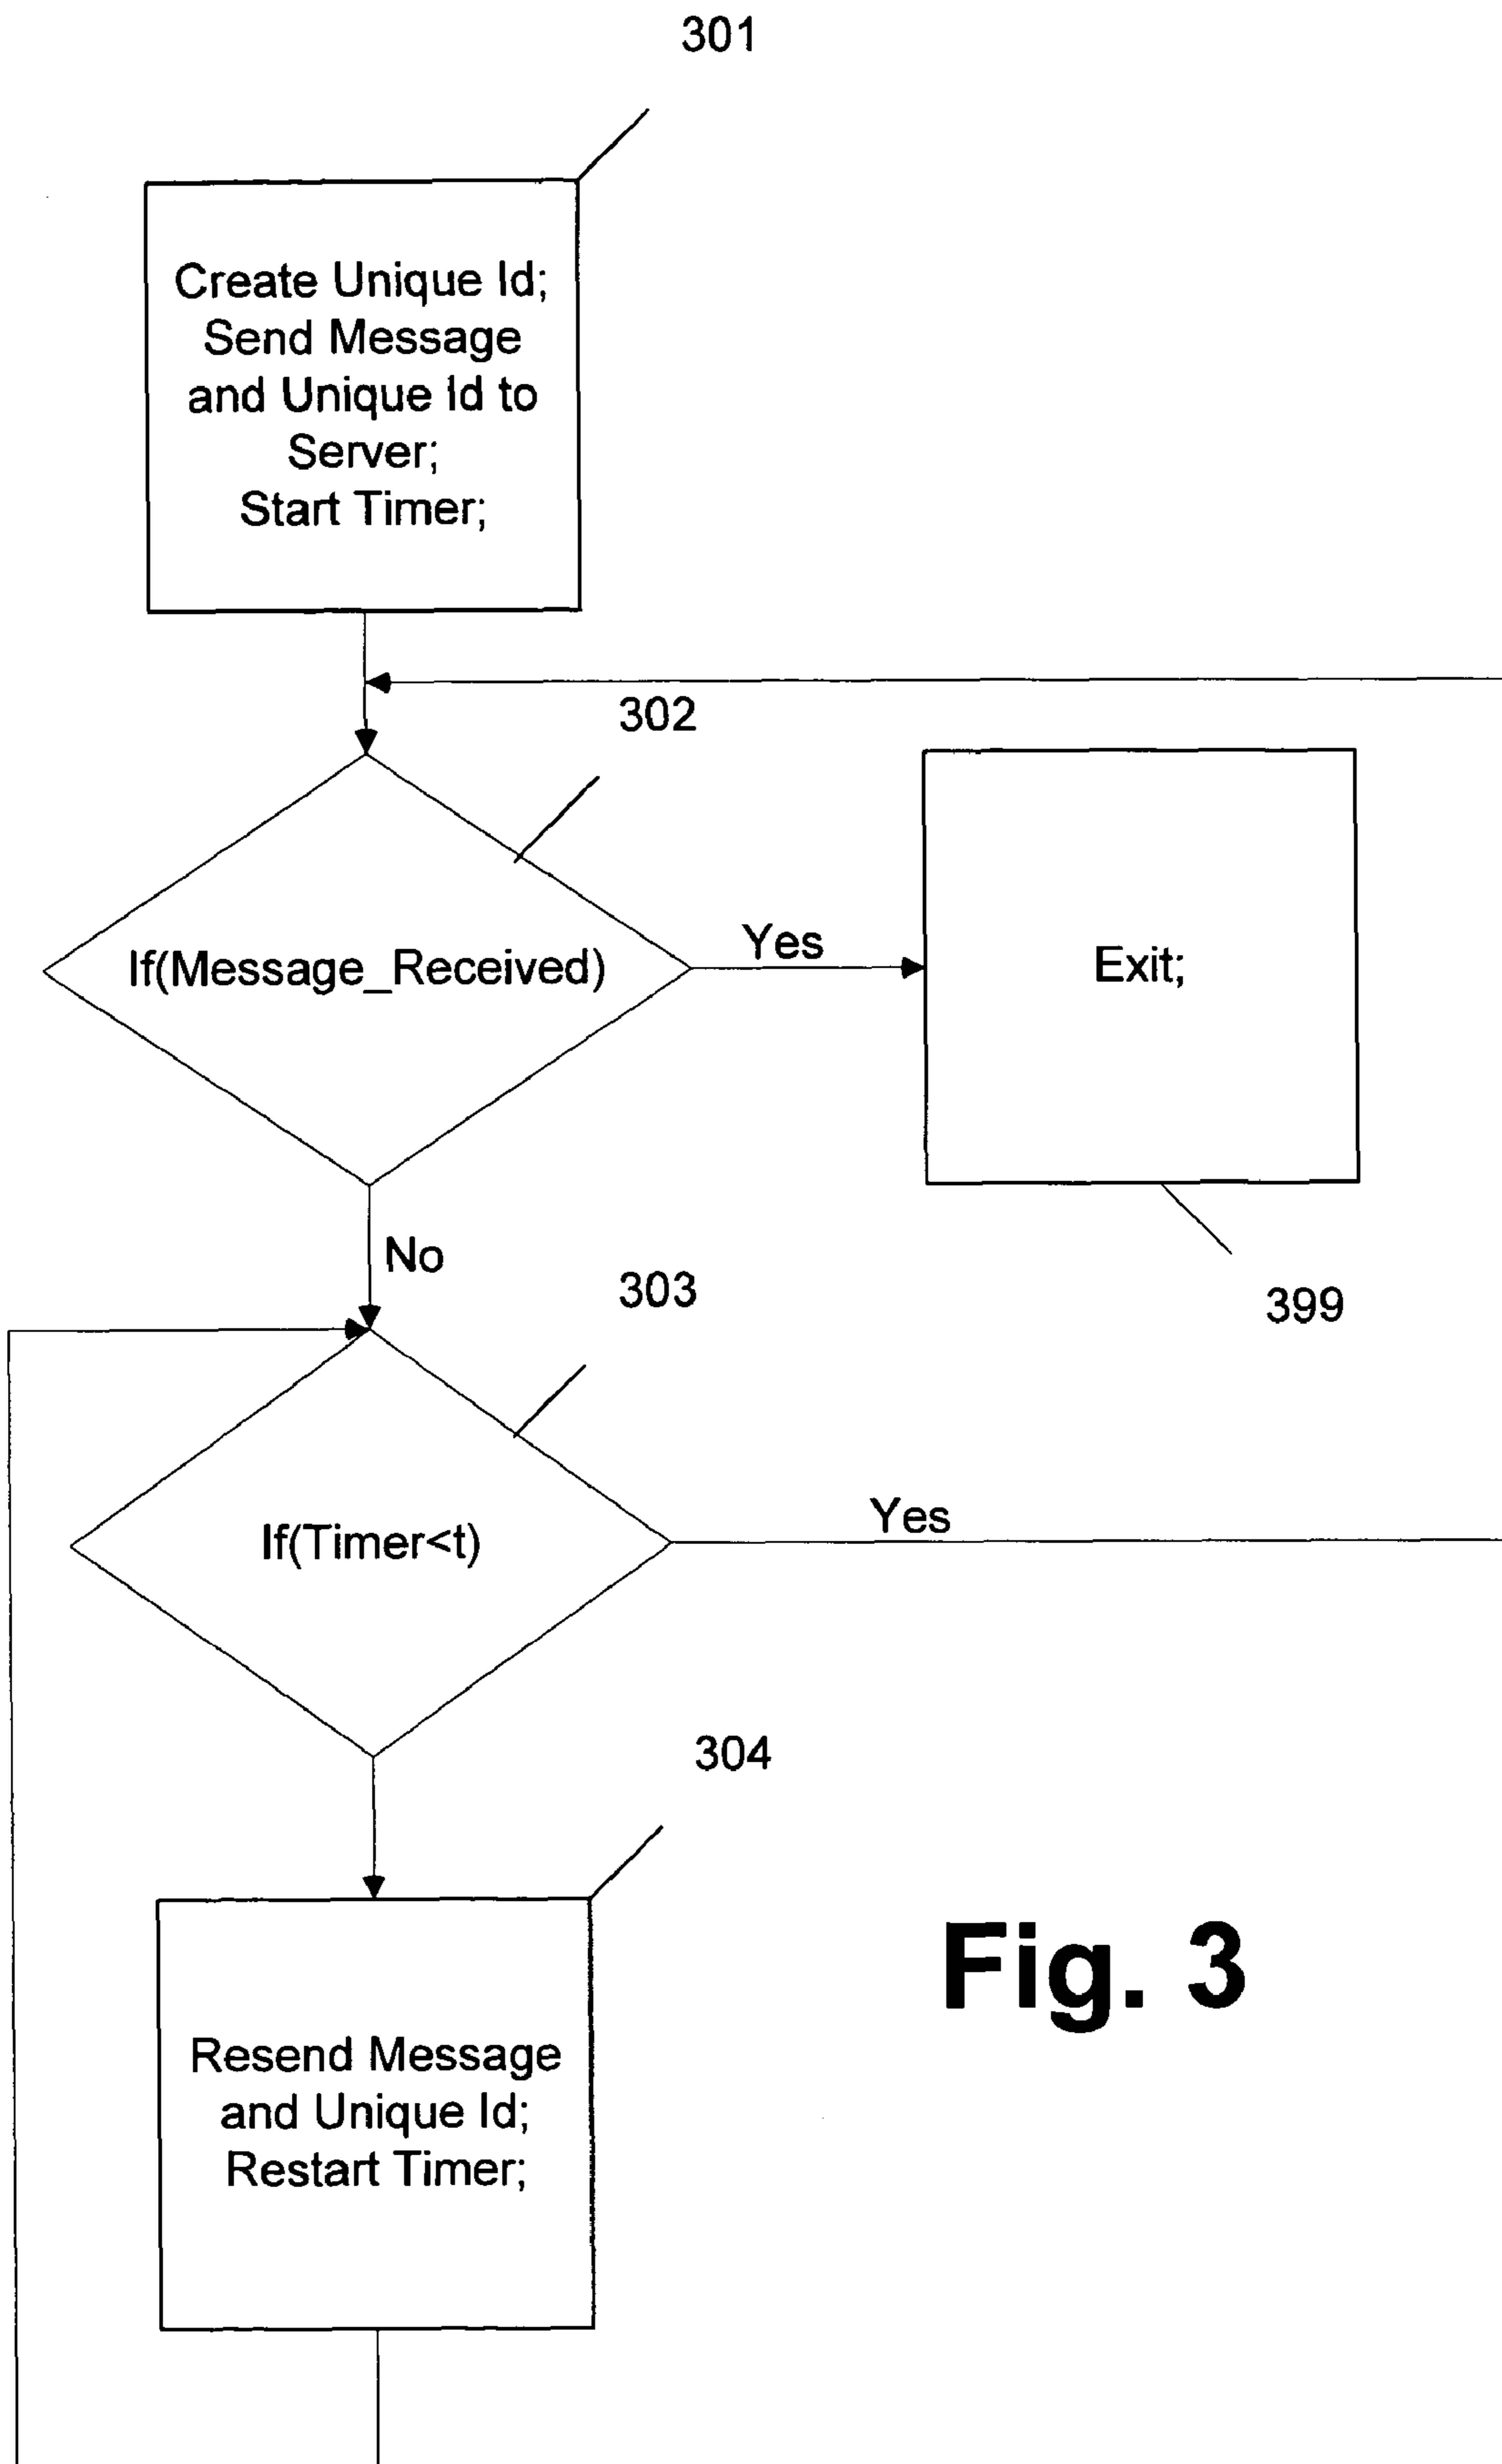 301
Create Unique Id;
Send Message
and Unique Id to
Server;
Start Timer;
302
If(Message_Received)
Yes
Exit;
No
303
399
If(Timer<t)
Yes
304
Resend Message
and Unique Id;
Restart Timer;
Fig. 3